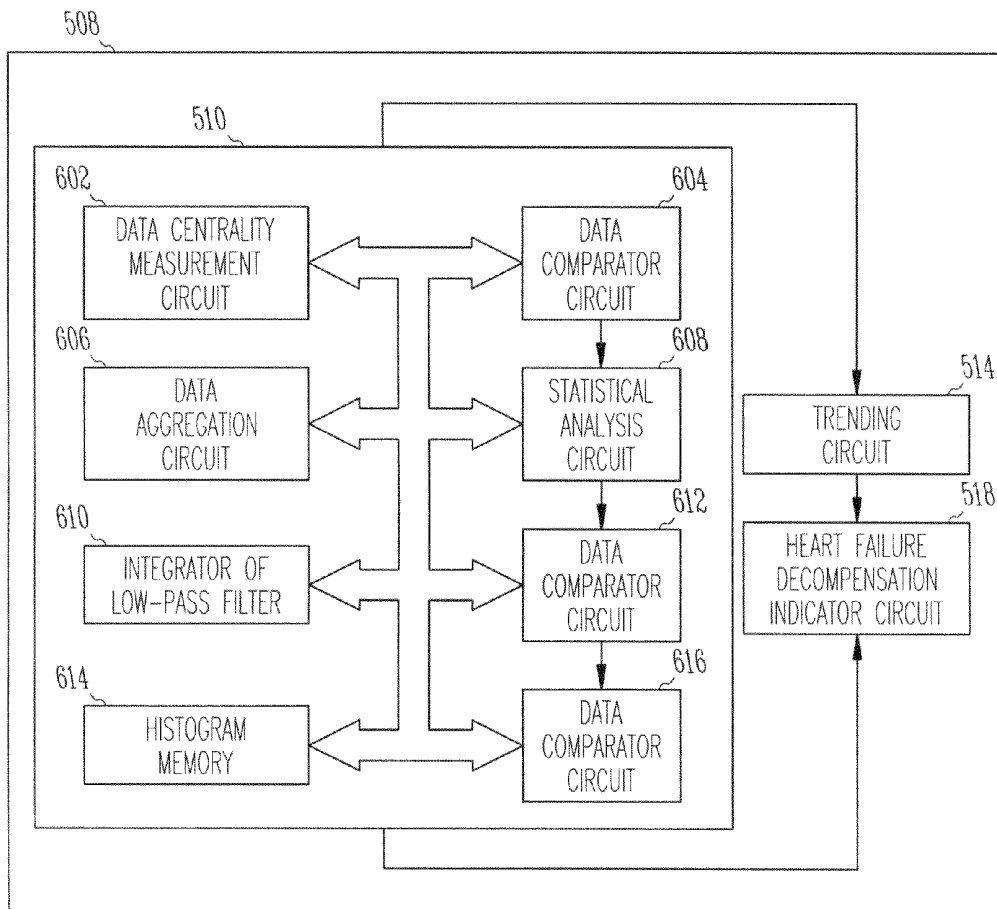 508
510
602
DATA CENTRALITY
MEASUREMENT
CIRCUIT
604
DATA
COMPARATOR
CIRCUIT
606
DATA
AGGREGATION
CIRCUIT
608
STATISTICAL
ANALYSIS
CIRCUIT
514
TRENDING
CIRCUIT
610
INTEGRATOR OF
LOW-PASS FILTER
612
DATA
COMPARATOR
CIRCUIT
518
HEART FAILURE
DECOMPENSATION
INDICATOR CIRCUIT
614
HISTOGRAM
MEMORY
616
DATA
COMPARATOR
CIRCUIT